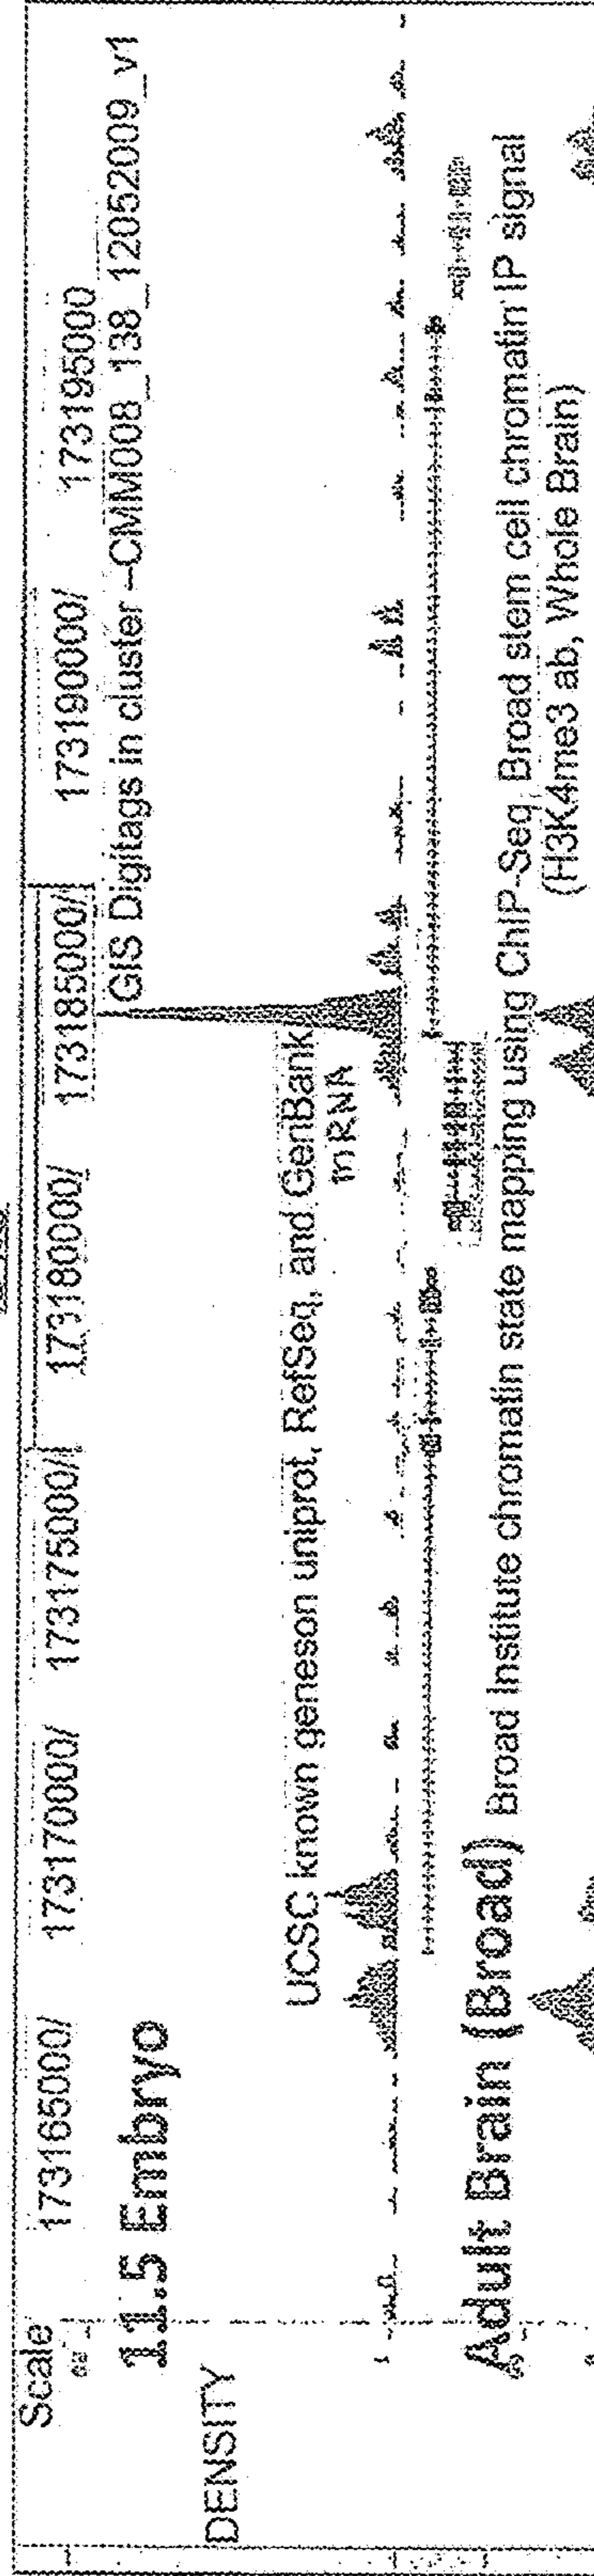 Scale
173165000/ 173170000/ 173175000/| 173180000/ 173185000/| 173190000/ 173195000
GIS Digitags in cluster –CMM008_138_12052009_v1
11.5 Embryo
DENSITY
UCSC known geneson uniprot, RefSeq, and GenBank
mRNA
1
Adult Brain (Broad) Broad Institute chromatin state mapping using ChIP-Seq, Broad stem cell chromatin IP signal
(H3K4me3 ab, Whole Brain)